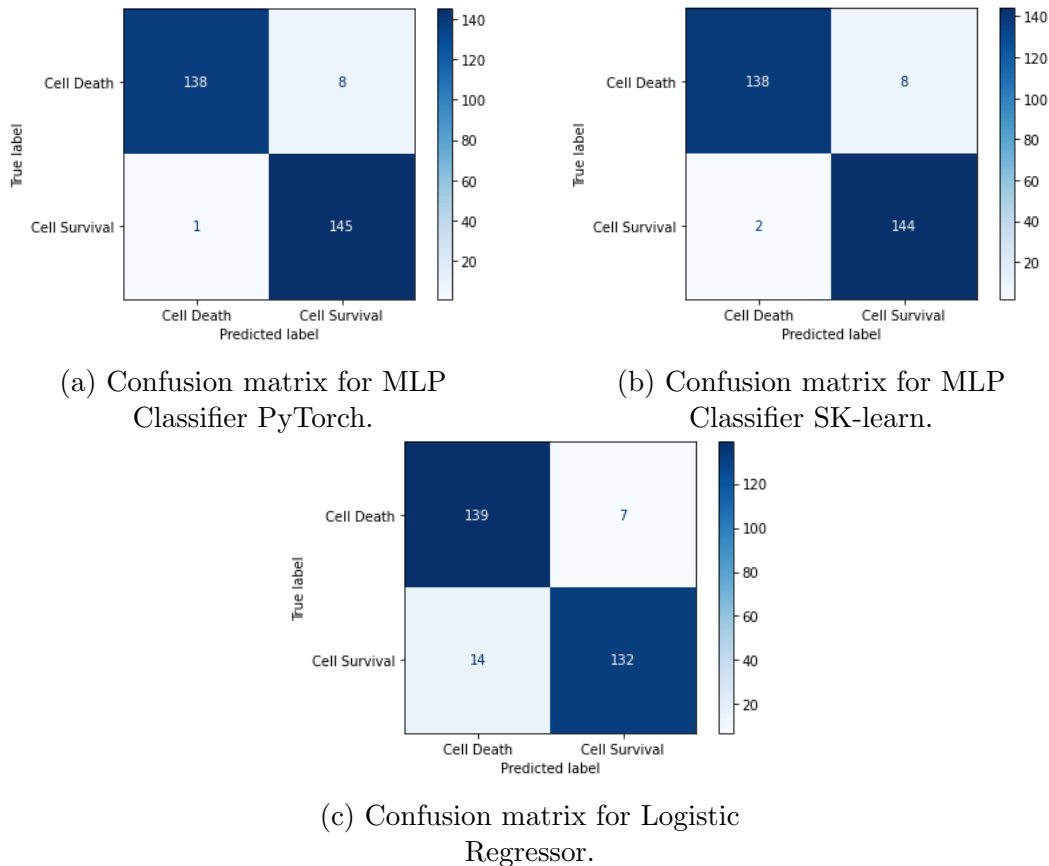 140
120
100
80
60
40
20
Cell Death
138
8
True label
Cell Survival
1
145
Cell Death
Cell Survival
Predicted label
(a) Confusion matrix for MLP
Classifier PyTorch.
140
120
100
80
60
40
20
Cell Death
138
8
True label
Cell Survival
2
144
Cell Death
Cell Survival
Predicted label
(b) Confusion matrix for MLP
Classifier SK-learn.
120
100
80
60
40
20
Cell Death
139
7
True label
Cell Survival
14
132
Cell Death
Cell Survival
Predicted label
(c) Confusion matrix for Logistic
Regressor.